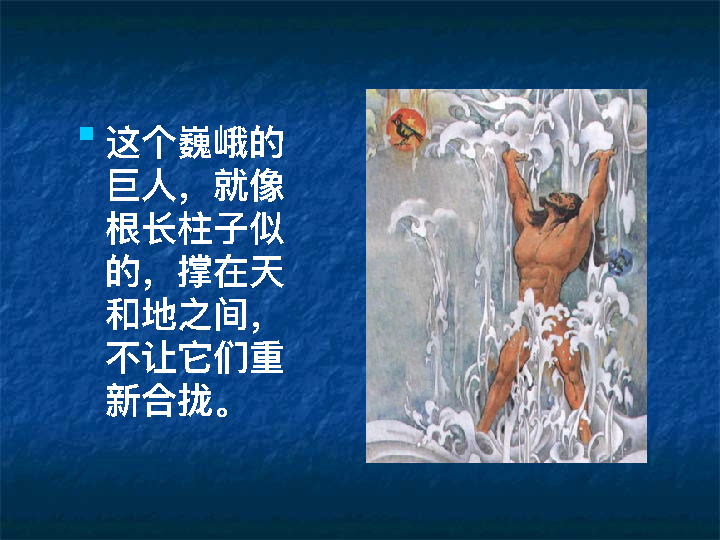 这个巍峨的
巨人，就像
根长柱子似
的，撑在天
和地之间，
不让它们重
新合拢。